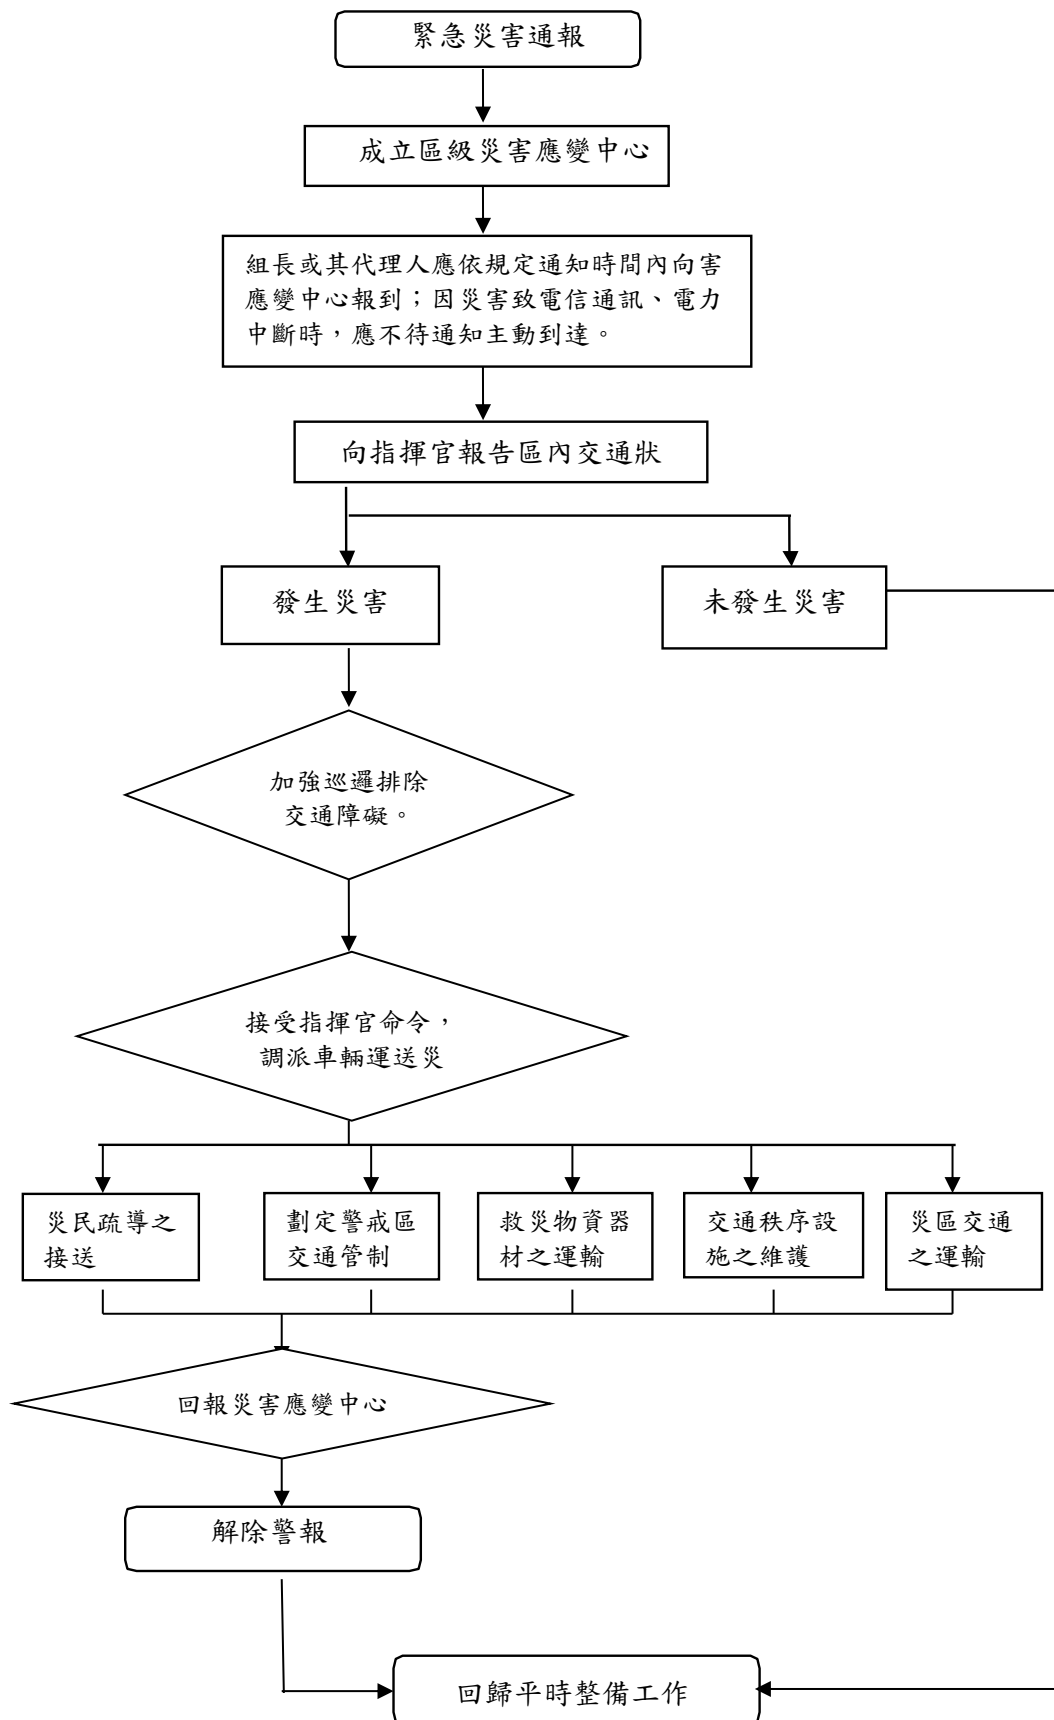 緊急災害通報
成立區級災害應變中心
組長或其代理人應依規定通知時間內向害
應變中心報到；因災害致電信通訊、電力
中斷時，應不待通知主動到達。
向指揮官報告區內交通狀
發生災害
未發生災害
加強巡邏排除
交通障礙。
接受指揮官命令，
調派車輛運送災
災民疏導之
接送
劃定警戒區
交通管制
救災物資器
材之運輸
交通秩序設
施之維護
災區交通
之運輸
回報災害應變中心
解除警報
回歸平時整備工作